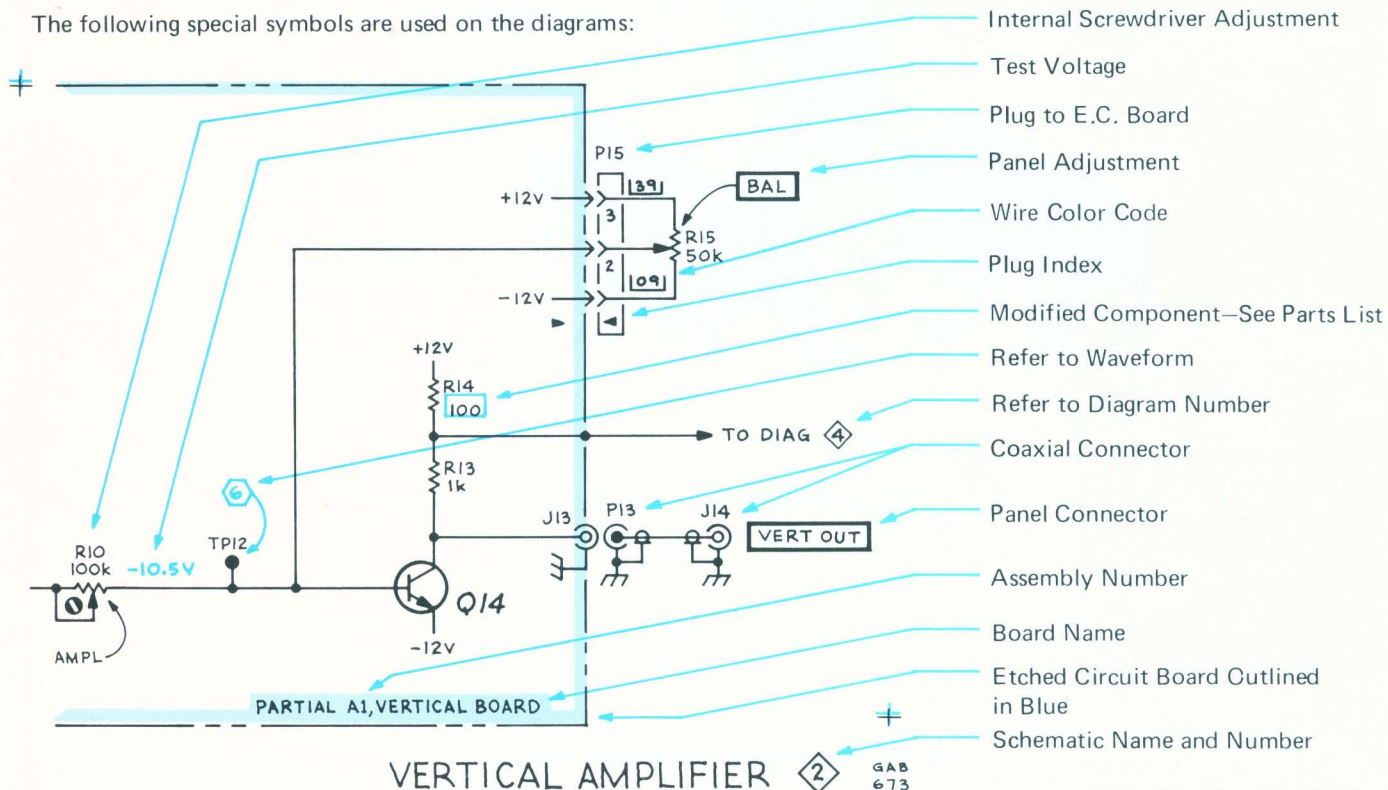 The following special symbols are used on the diagrams:
Internal Screwdriver Adjustment
Test Voltage
Plug to E.C. Board
P15
Panel Adjustment
+12V
39
BAL
3
Wire Color Code
R15
50k
2
Plug Index
09
-12V
Modified Component—See Parts List
+12V
Refer to Waveform
R14
100
Refer to Diagram Number
TO DIAG 4
Coaxial Connector
R13
1k
6
J13
P13
J14
Panel Connector
VERT OUT
R10
100k
-10.5V
TP12
Assembly Number
Q14
Board Name
AMPL
-12V
Etched Circuit Board Outlined
in Blue
PARTIAL A1, VERTICAL BOARD
Schematic Name and Number
VERTICAL AMPLIFIER 2
GAB
673